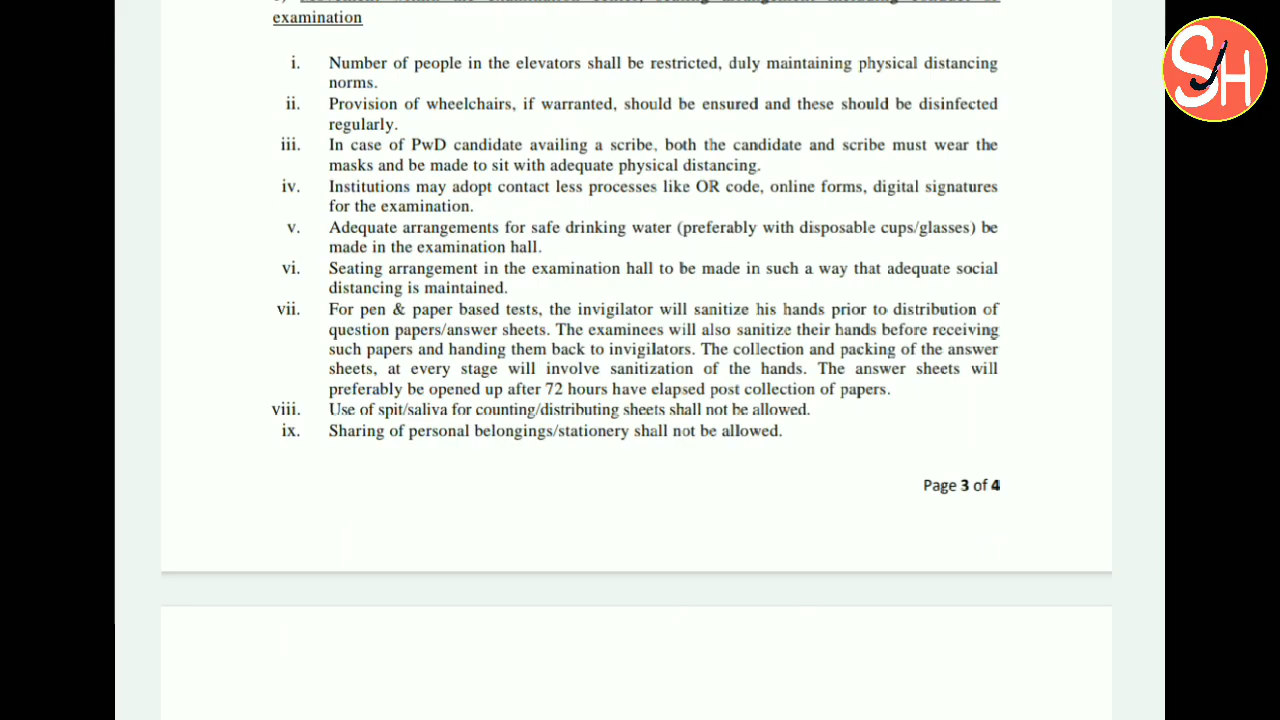 examination
i. Number of people in the elevators shall be restricted, duly maintaining physical distancing
norms.
ii. Provision of wheelchairs, if warranted, should be ensured and these should be disinfected
regularly.
iii. In case of PwD candidate availing a scribe, both the candidate and scribe must wear the
masks and be made to sit with adequate physical distancing.
iv. Institutions may adopt contact less processes like QR code, online forms, digital signatures
for the examination.
v. Adequate arrangements for safe drinking water (preferably with disposable cups/glasses) be
made in the examination hall.
vi. Seating arrangement in the examination hall to be made in such a way that adequate social
distancing is maintained.
vii. For pen & paper based tests, the invigilator will sanitize his hands prior to distribution of
question papers/answer sheets. The examinees will also sanitize their hands before receiving
such papers and handing them back to invigilators. The collection and packing of the answer
sheets, at every stage will involve sanitization of the hands. The answer sheets will
preferably be opened up after 72 hours have elapsed post collection of papers.
viii. Use of spit/saliva for counting/distributing sheets shall not be allowed.
ix. Sharing of personal belongings/stationery shall not be allowed.
Page 3 of 4
SJH